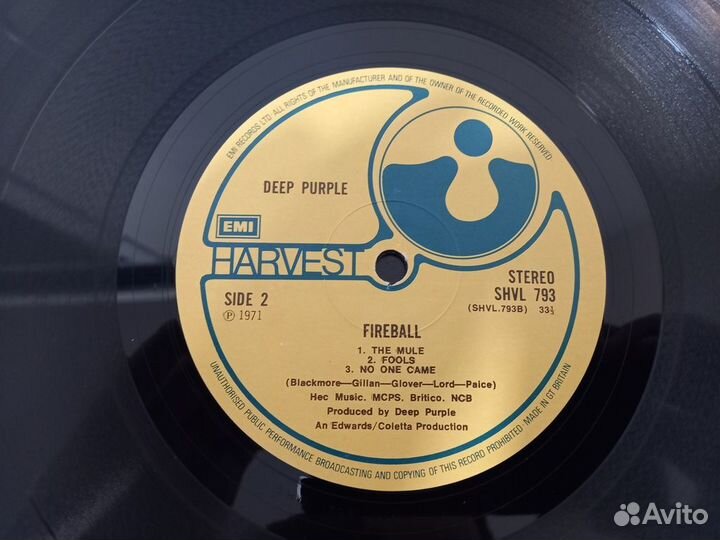 EMI RECORDS LTD. ALL RIGHTS OF THE MANUFACTURER AND OF THE OWNER OF THE RECORDED WORK RESERVED
DEEP PURPLE
EMI
HARVEST
STEREO
SHVL 793
(SHVL.793B) 33⅓
SIDE 2
Ⓟ 1971
FIREBALL
1. THE MULE
2. FOOLS
3. NO ONE CAME
(Blackmore—Gillan—Glover—Lord—Paice)
Hec Music. MCPS. Britico. NCB
Produced by Deep Purple
An Edwards/Coletta Production
UNAUTHORISED PUBLIC PERFORMANCE BROADCASTING AND COPYING OF THIS RECORD PROHIBITED. MADE IN GT BRITAIN
Avito